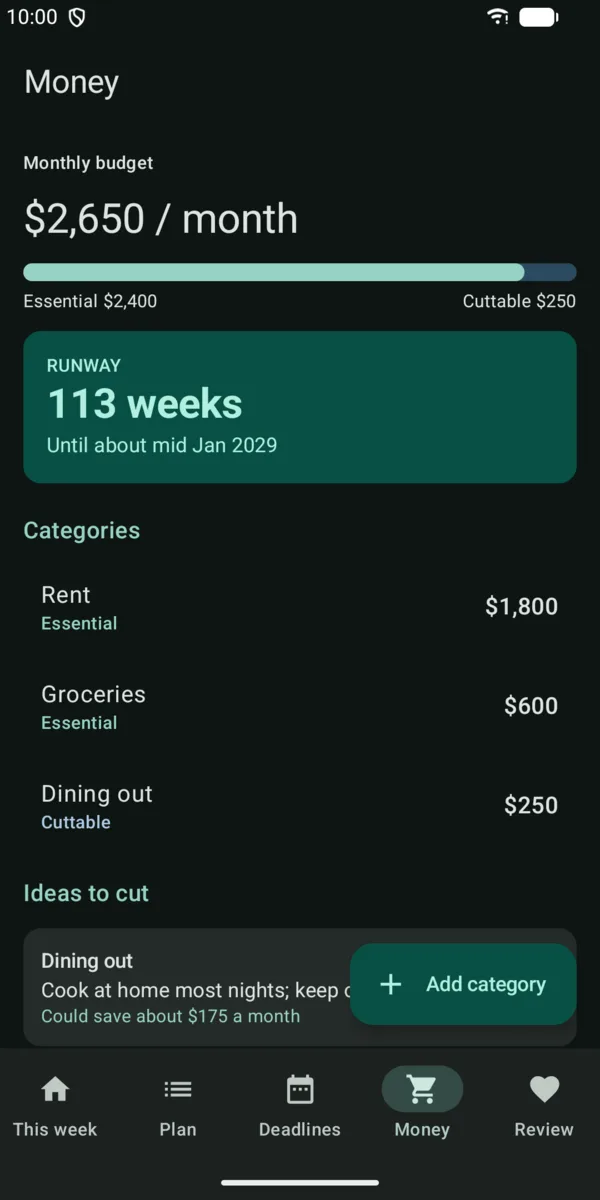 10:00
Money
Monthly budget
$2,650 / month
Essential $2,400
Cuttable $250
RUNWAY
113 weeks
Until about mid Jan 2029
Categories
Rent
Essential
$1,800
Groceries
Essential
$600
Dining out
Cuttable
$250
Ideas to cut
Dining out
Cook at home most nights; keep
Could save about $175 a month
Add category
This week
Plan
Deadlines
Money
Review